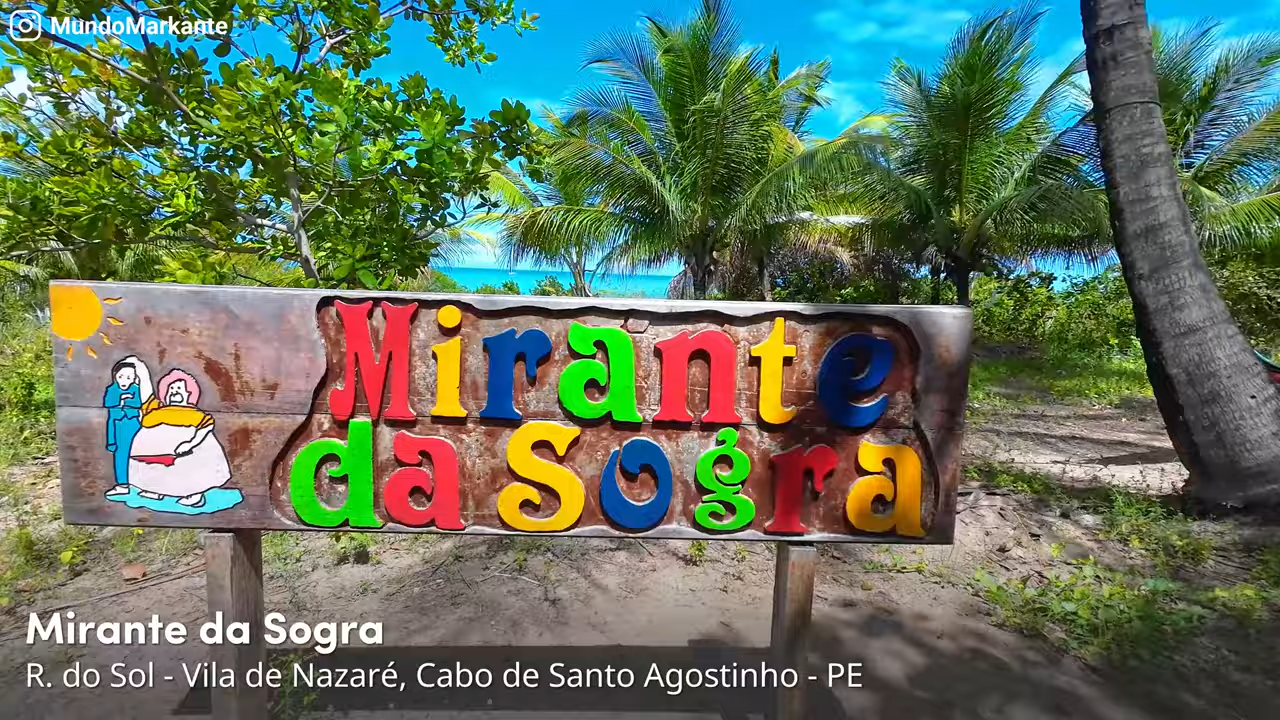 MundoMarkante
Mirante
da Sogra
Mirante da Sogra
R. do Sol - Vila de Nazaré, Cabo de Santo Agostinho - PE